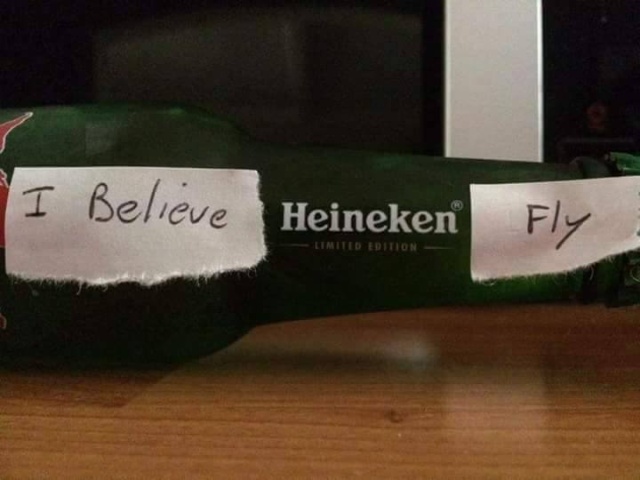 I Believe
Heineken®
LIMITED EDITION
Fly